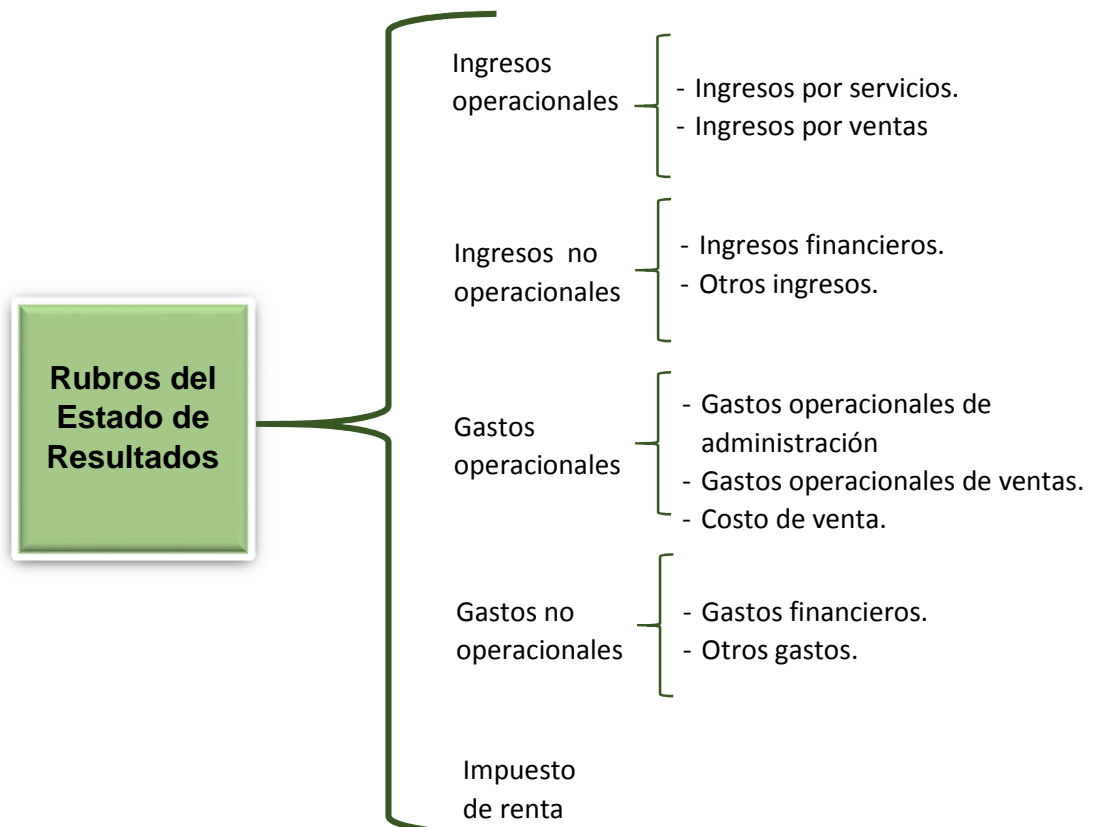 Rubros del
Estado de
Resultados
Ingresos
operacionales
- Ingresos por servicios.
- Ingresos por ventas
Ingresos no
operacionales
- Ingresos financieros.
- Otros ingresos.
Gastos
operacionales
- Gastos operacionales de
administración
- Gastos operacionales de ventas.
- Costo de venta.
Gastos no
operacionales
- Gastos financieros.
- Otros gastos.
Impuesto
de renta